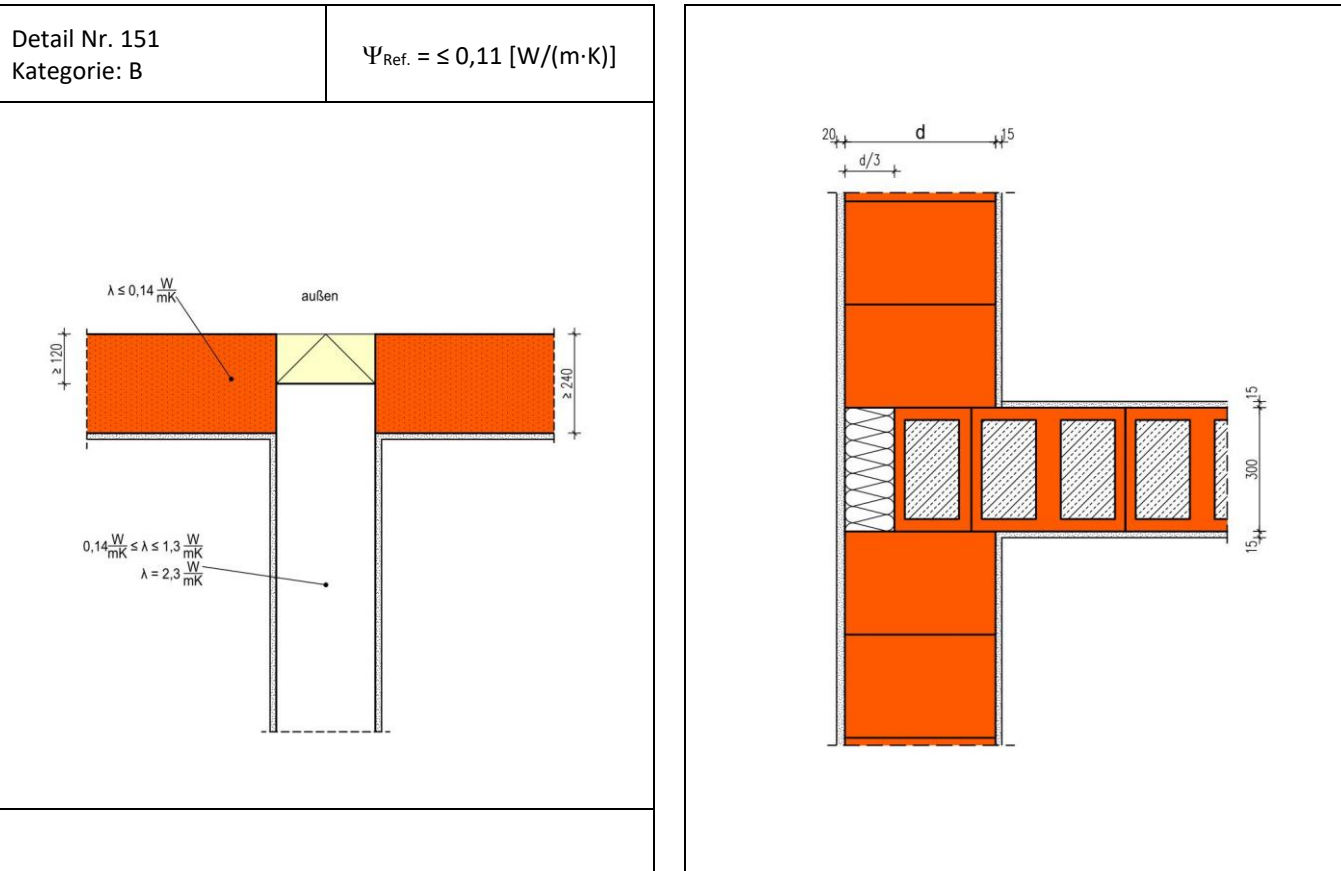 Detail Nr. 151
Kategorie: B
ΨRef. = ≤ 0,11 [W/(m·K)]
λ ≤ 0,14 W/mK
außen
≥ 120
≥ 240
0,14 W/mK ≤ λ ≤ 1,3 W/mK
λ = 2,3 W/mK
20
d
15
d/3
15
300
15